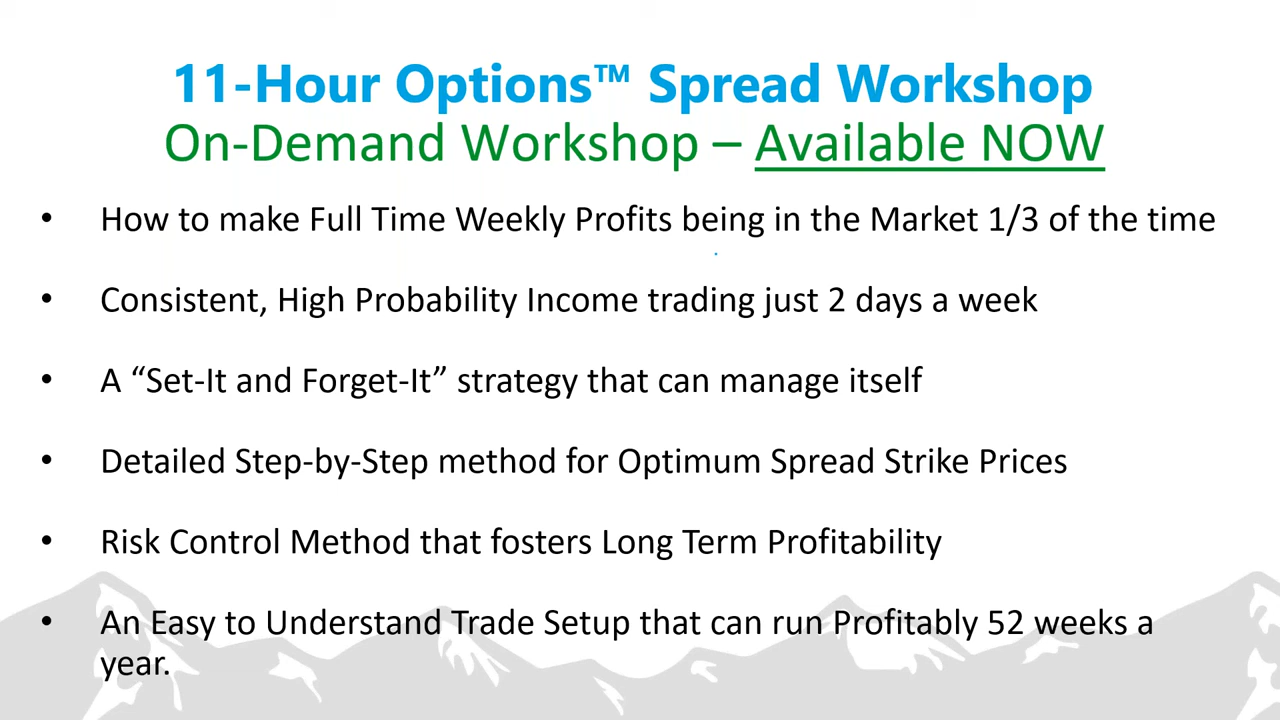 11-Hour Options™ Spread Workshop
On-Demand Workshop – Available NOW
• How to make Full Time Weekly Profits being in the Market 1/3 of the time
• Consistent, High Probability Income trading just 2 days a week
• A “Set-It and Forget-It” strategy that can manage itself
• Detailed Step-by-Step method for Optimum Spread Strike Prices
• Risk Control Method that fosters Long Term Profitability
• An Easy to Understand Trade Setup that can run Profitably 52 weeks a
year.